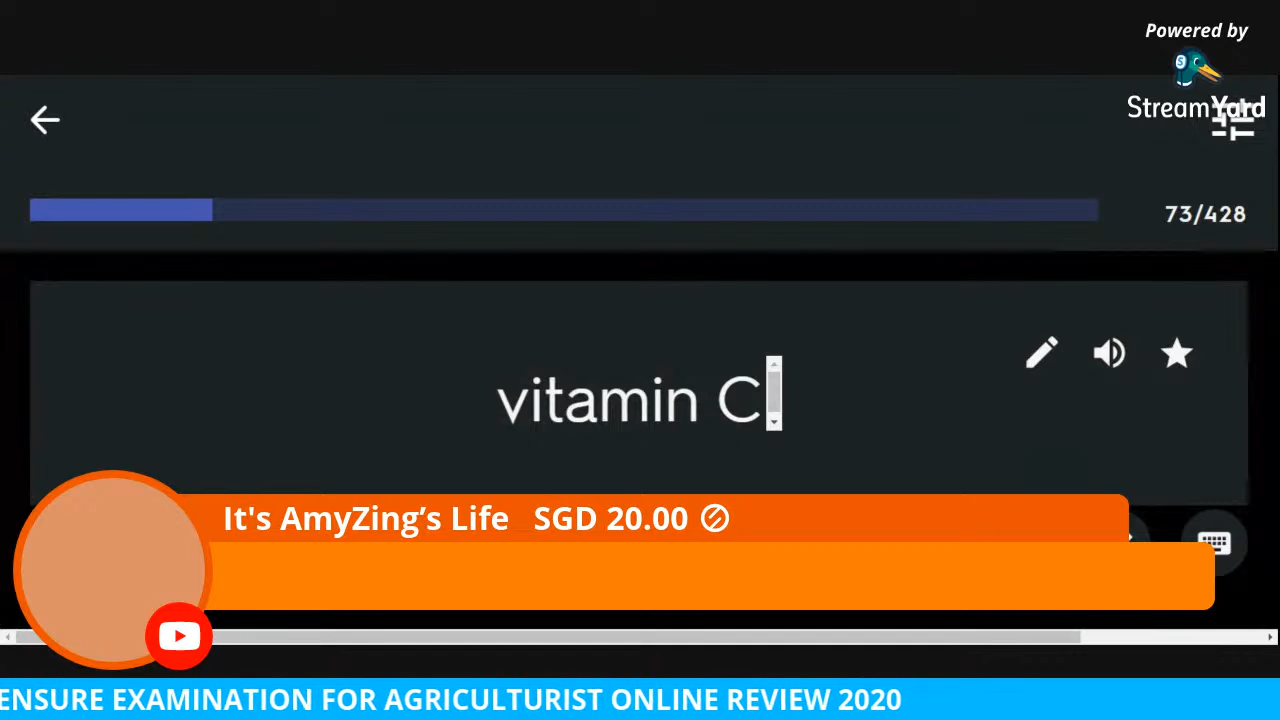 Powered by
StreamYard
73/428
vitamin C
It's AmyZing’s Life SGD 20.00
ENSURE EXAMINATION FOR AGRICULTURIST ONLINE REVIEW 2020